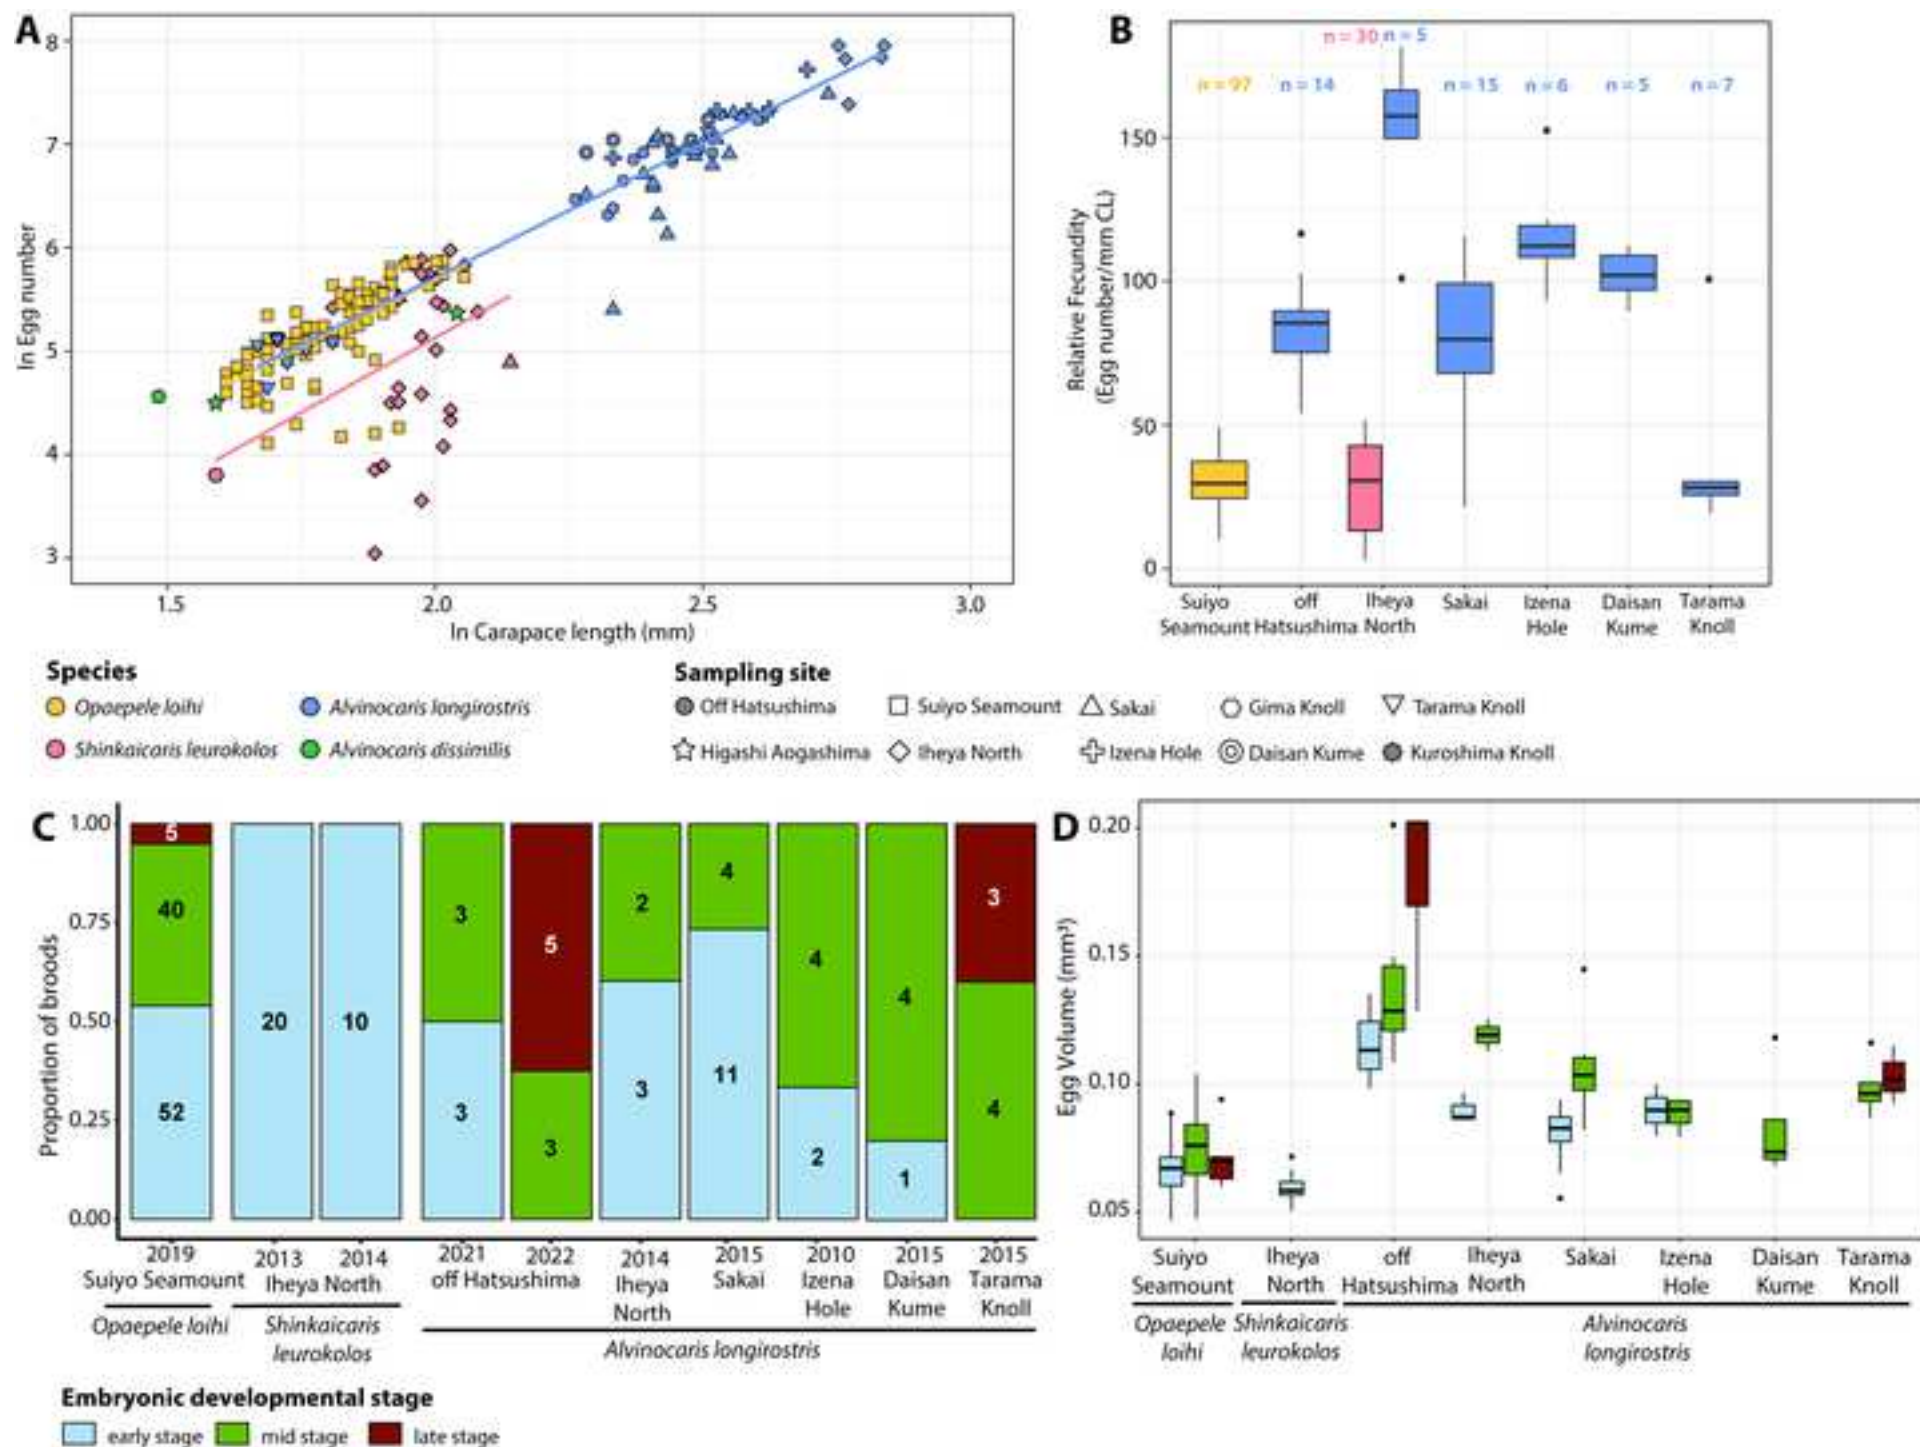 A
8
7
6
5
4
3
ln Egg number
1.5 2.0 2.5 3.0
ln Carapace length (mm)
B
n = 30 n = 5
n = 97 n = 14 n = 15 n = 6 n = 5 n = 7
150
100
50
0
Relative Fecundity
(Egg number/mm CL)
Suiyo off Iheya Sakai Izena Daisan Tarama
Seamount Hatsushima North Hole Kume Knoll
Species
Opaepele loihi Alvinocaris longirostris
Shinkaicaris leurokolos Alvinocaris dissimilis
Sampling site
Off Hatsushima Suiyo Seamount Sakai Gima Knoll Tarama Knoll
Higashi Aogashima Iheya North Izena Hole Daisan Kume Kuroshima Knoll
C
1.00
0.75
0.50
0.25
0.00
Proportion of broods
5
40
52
20
10
3
3
5
3
2
3
4
11
4
2
4
1
3
4
2019 2013 2014 2021 2022 2014 2015 2010 2015 2015
Suiyo Seamount Iheya North off Hatsushima Iheya Sakai Izena Daisan Tarama
North Hole Kume Knoll
Opaepele loihi Shinkaicaris
leurokolos
Alvinocaris longirostris
Embryonic developmental stage
early stage mid stage late stage
D
0.20
0.15
0.10
0.05
Egg Volume (mm³)
Suiyo Iheya off Iheya Sakai Izena Daisan Tarama
Seamount North Hatsushima North Hole Kume Knoll
Opaepele Shinkaicaris Alvinocaris
loihi leurokolos longirostris